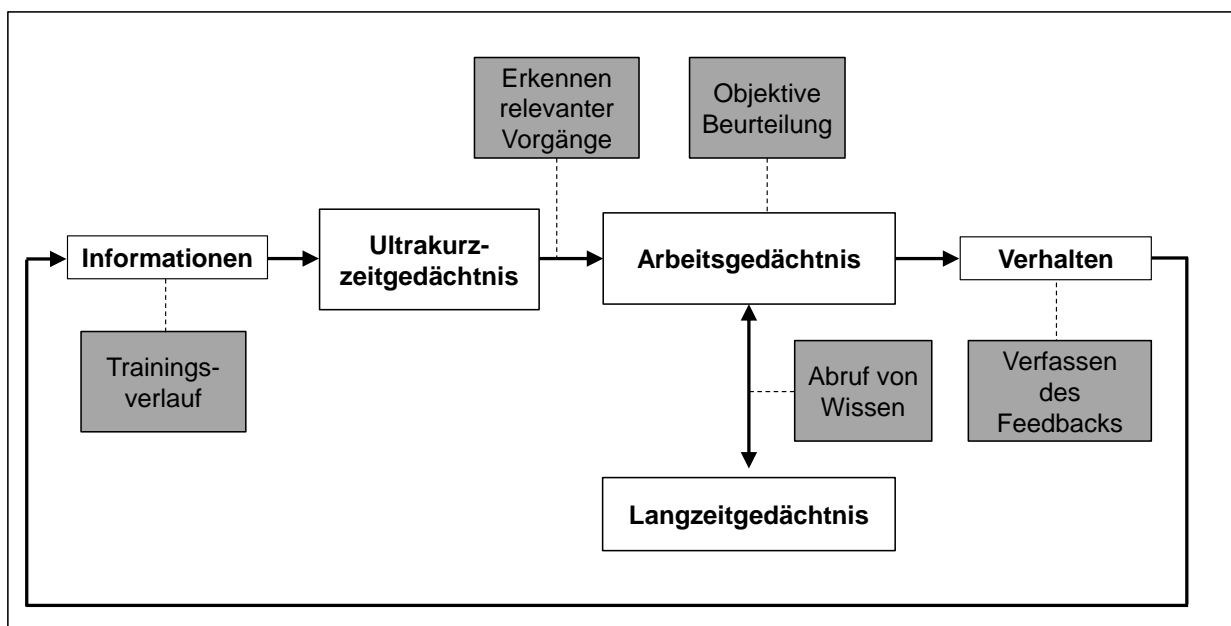 Erkennen
relevanter
Vorgänge
Objektive
Beurteilung
Informationen
Ultrakurz-
zeitgedächtnis
Arbeitsgedächtnis
Verhalten
Trainings-
verlauf
Abruf von
Wissen
Verfassen
des
Feedbacks
Langzeitgedächtnis